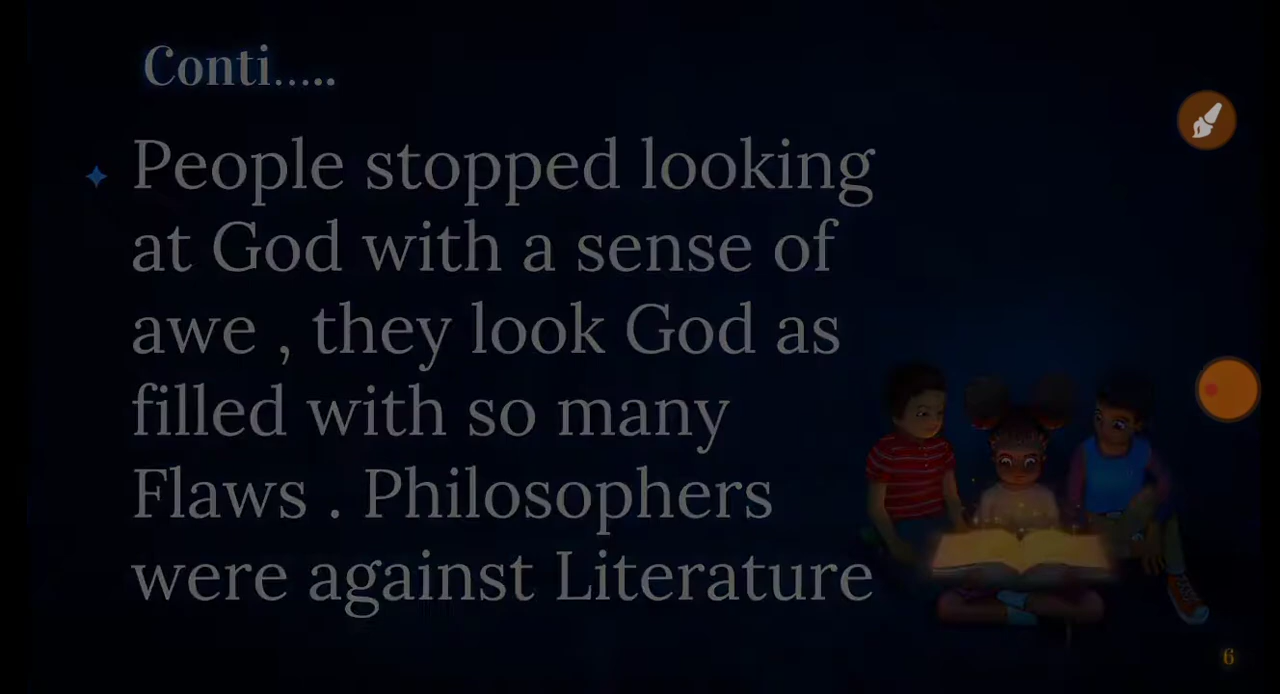 Conti.....
People stopped looking
at God with a sense of
awe , they look God as
filled with so many
Flaws . Philosophers
were against Literature
6